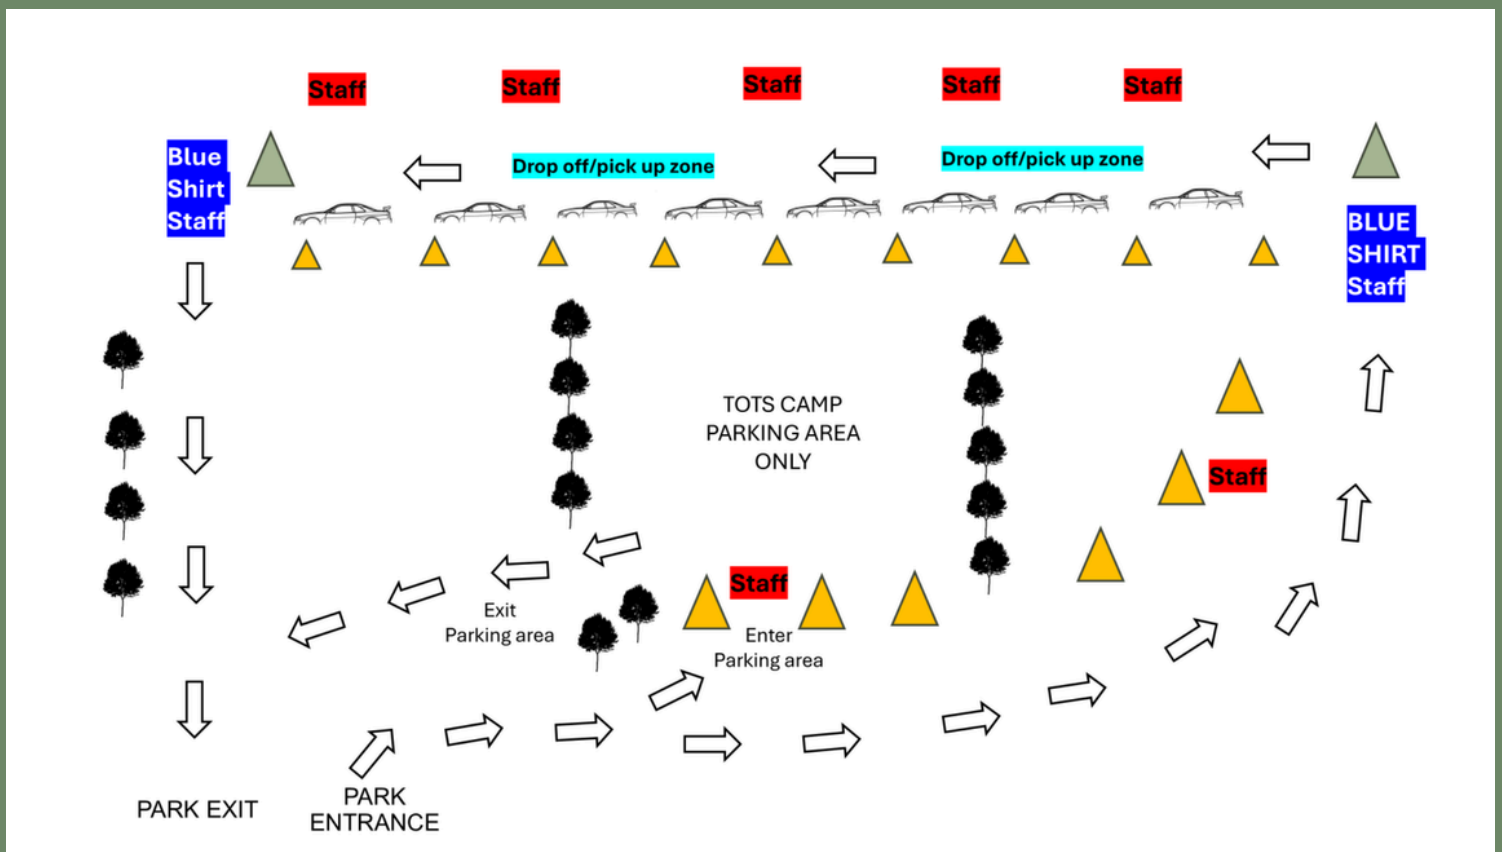 Staff
Staff
Staff
Staff
Staff
Blue
Shirt
Staff
Drop off/pick up zone
Drop off/pick up zone
BLUE
SHIRT
Staff
TOTS CAMP
PARKING AREA
ONLY
Staff
Staff
Exit
Parking area
Enter
Parking area
PARK EXIT
PARK
ENTRANCE